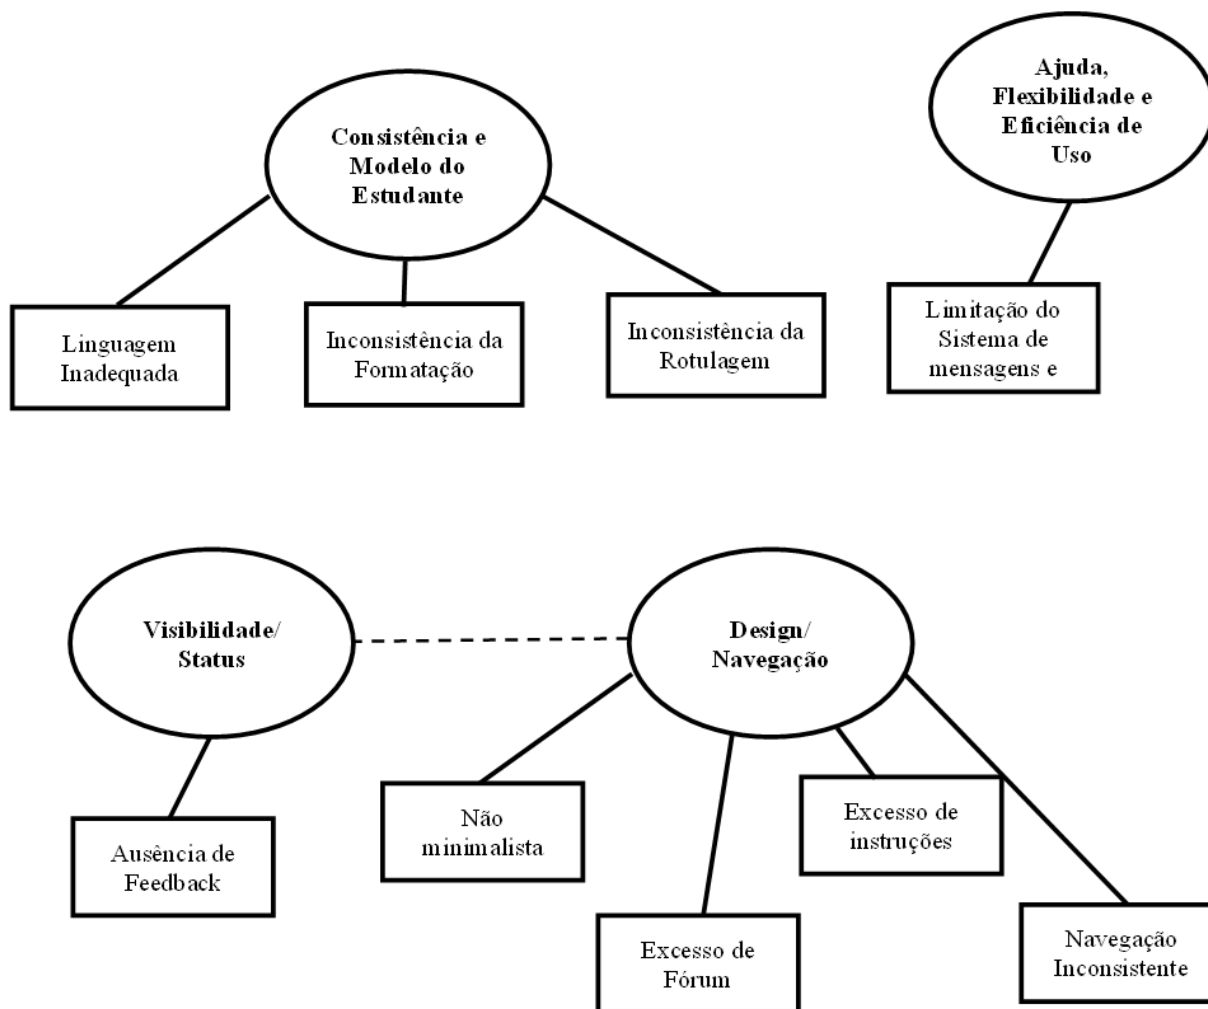 Ajuda,
Flexibilidade e
Eficiência de
Uso
Consistência e
Modelo do
Estudante
Linguagem
Inadequada
Inconsistência da
Formatação
Inconsistência da
Rotulagem
Limitação do
Sistema de
mensagens e
Visibilidade/
Status
Design/
Navegação
Não
minimalista
Excesso de
instruções
Ausência de
Feedback
Excesso de
Fórum
Navegação
Inconsistente